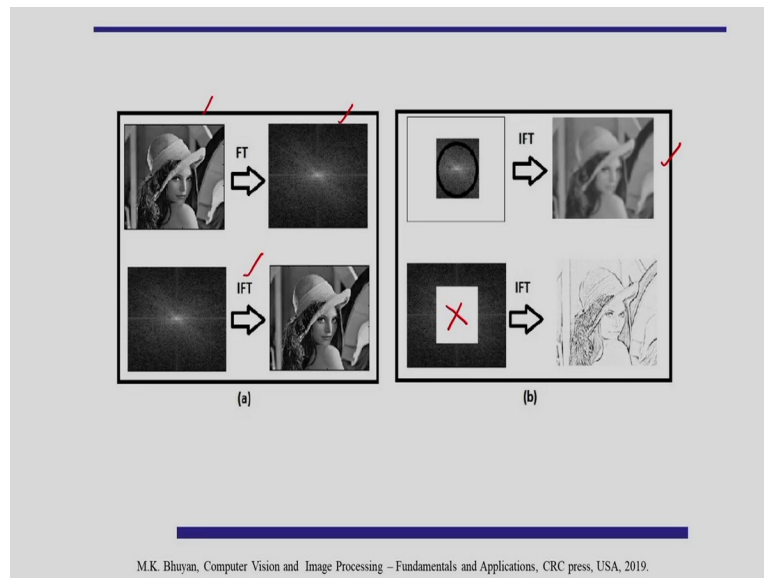 FT
IFT
(a)
IFT
IFT
(b)
M.K. Bhuyan, Computer Vision and Image Processing – Fundamentals and Applications, CRC press, USA, 2019.